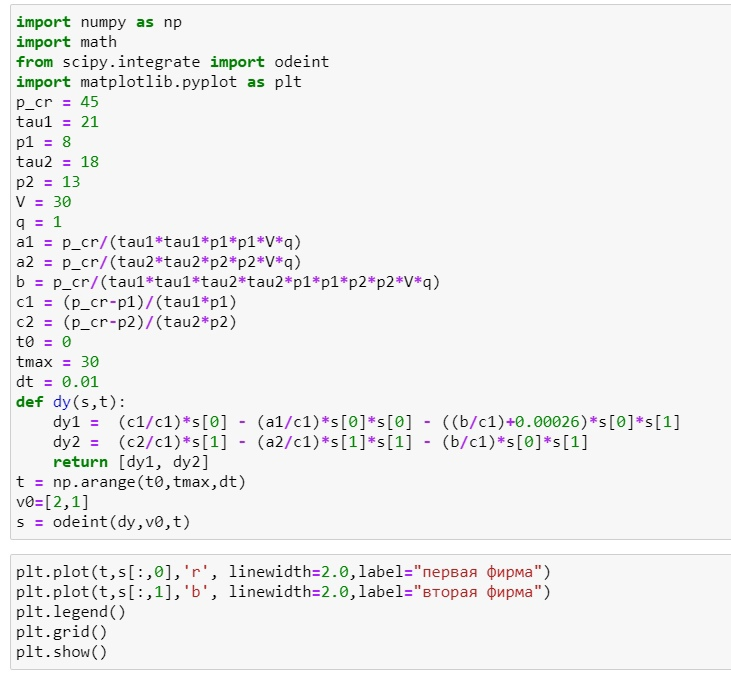 import numpy as np
import math
from scipy.integrate import odeint
import matplotlib.pyplot as plt
p_cr = 45
tau1 = 21
p1 = 8
tau2 = 18
p2 = 13
V = 30
q = 1
a1 = p_cr/(tau1*tau1*p1*p1*V*q)
a2 = p_cr/(tau2*tau2*p2*p2*V*q)
b = p_cr/(tau1*tau1*tau2*tau2*p1*p1*p2*p2*V*q)
c1 = (p_cr-p1)/(tau1*p1)
c2 = (p_cr-p2)/(tau2*p2)
t0 = 0
tmax = 30
dt = 0.01
def dy(s,t):
    dy1 =  (c1/c1)*s[0] - (a1/c1)*s[0]*s[0] - ((b/c1)+0.00026)*s[0]*s[1]
    dy2 =  (c2/c1)*s[1] - (a2/c1)*s[1]*s[1] - (b/c1)*s[0]*s[1]
    return [dy1, dy2]
t = np.arange(t0,tmax,dt)
v0=[2,1]
s = odeint(dy,v0,t)
plt.plot(t,s[:,0],'r', linewidth=2.0,label="первая фирма")
plt.plot(t,s[:,1],'b', linewidth=2.0,label="вторая фирма")
plt.legend()
plt.grid()
plt.show()